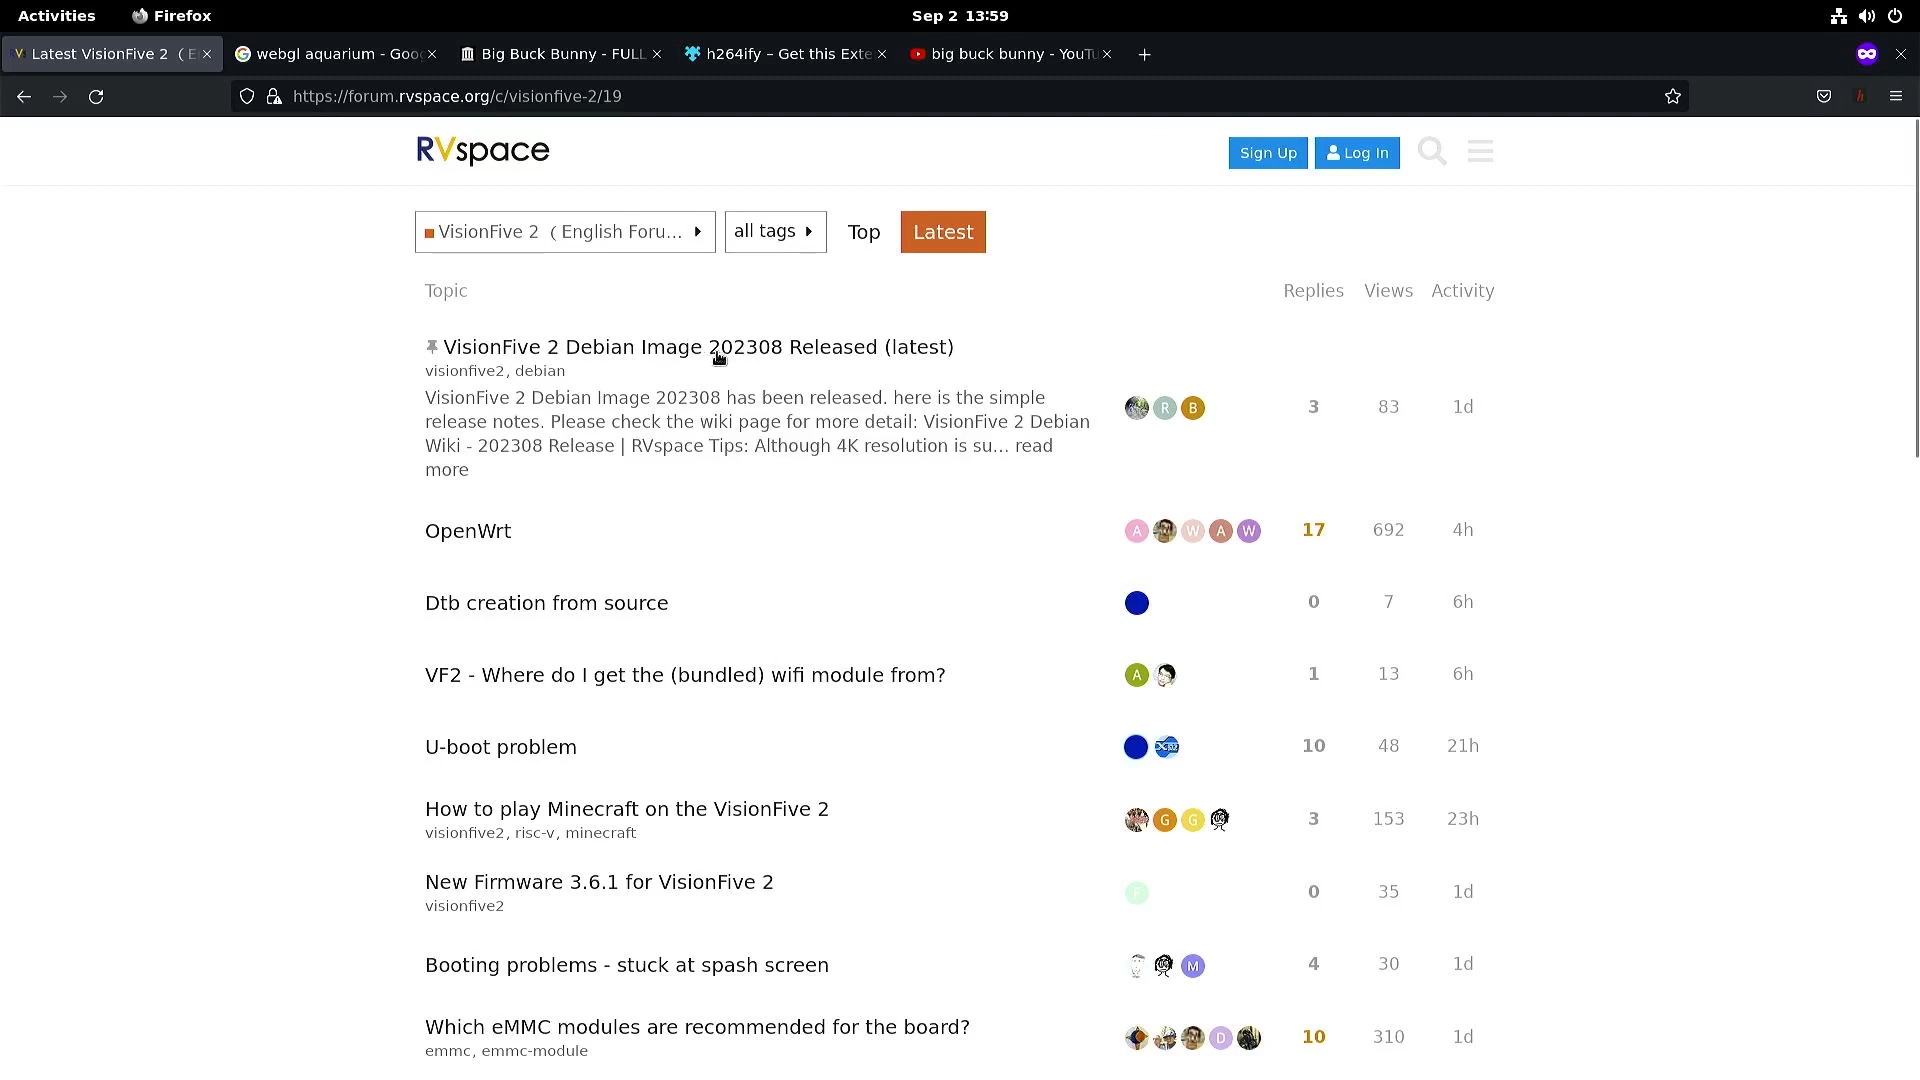 Activities Firefox Sep 2 13:59
Latest VisionFive 2 ( E webgl aquarium - Goog Big Buck Bunny - FULL h264ify – Get this Exte big buck bunny - YouTu
https://forum.rvspace.org/c/visionfive-2/19
RVspace Sign Up Log In
VisionFive 2 ( English Foru... all tags Top Latest
Topic Replies Views Activity
VisionFive 2 Debian Image 202308 Released (latest)
visionfive2, debian
VisionFive 2 Debian Image 202308 has been released. here is the simple
release notes. Please check the wiki page for more detail: VisionFive 2 Debian
Wiki - 202308 Release | RVspace Tips: Although 4K resolution is su... read
more
R B 3 83 1d
OpenWrt A W A W 17 692 4h
Dtb creation from source 0 7 6h
VF2 - Where do I get the (bundled) wifi module from? A 1 13 6h
U-boot problem 10 48 21h
How to play Minecraft on the VisionFive 2
visionfive2, risc-v, minecraft
G G 3 153 23h
New Firmware 3.6.1 for VisionFive 2
visionfive2
0 35 1d
Booting problems - stuck at spash screen M 4 30 1d
Which eMMC modules are recommended for the board?
emmc, emmc-module
D 10 310 1d